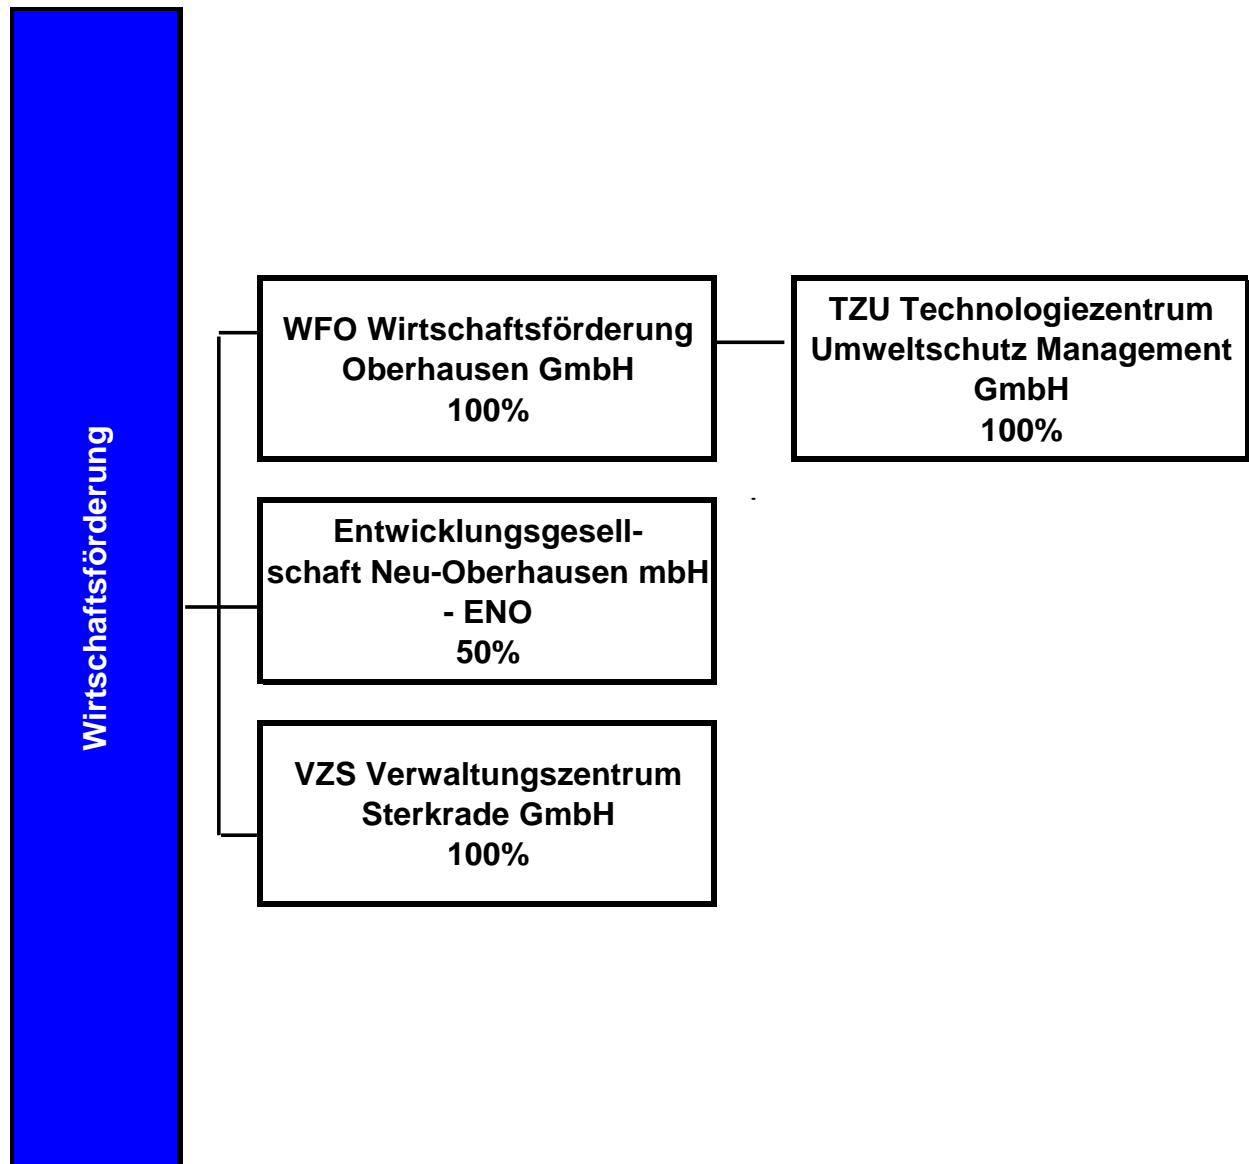 Wirtschaftsförderung
WFO Wirtschaftsförderung
Oberhausen GmbH
100%
TZU Technologiezentrum
Umweltschutz Management
GmbH
100%
Entwicklungsgesell-
schaft Neu-Oberhausen mbH
- ENO
50%
VZS Verwaltungszentrum
Sterkrade GmbH
100%